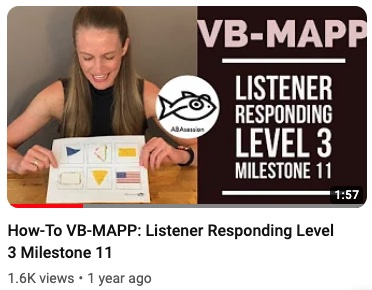 VB-MAPP
LISTENER
RESPONDING
LEVEL 3
MILESTONE 11
ABAsession
1:57
How-To VB-MAPP: Listener Responding Level
3 Milestone 11
1.6K views • 1 year ago